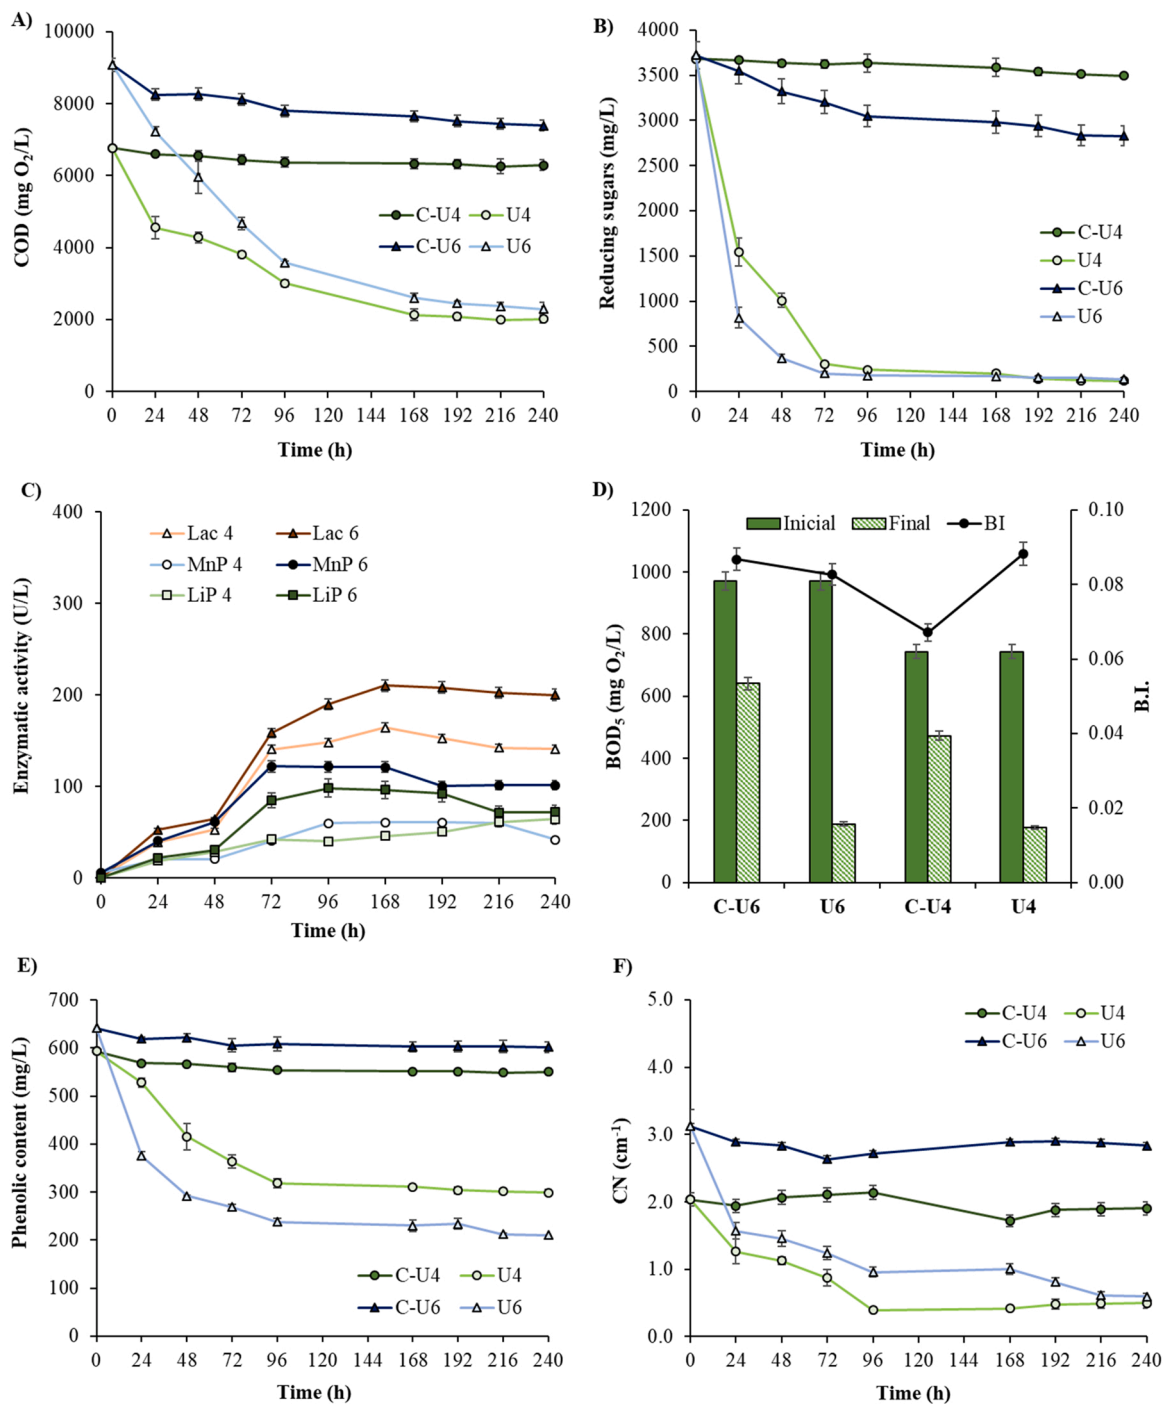 A)
10000
8000
6000
4000
2000
0
COD (mg O₂/L)
C-U4 U4
C-U6 U6
0 24 48 72 96 120 144 168 192 216 240
Time (h)
B)
4000
3500
3000
2500
2000
1500
1000
500
0
Reducing sugars (mg/L)
C-U4
U4
C-U6
U6
0 24 48 72 96 120 144 168 192 216 240
Time (h)
C)
400
300
200
100
0
Enzymatic activity (U/L)
Lac 4 Lac 6
MnP 4 MnP 6
LiP 4 LiP 6
0 24 48 72 96 168 192 216 240
Time (h)
D)
1200
1000
800
600
400
200
0
BOD₅ (mg O₂/L)
Inicial Final BI
0.10
0.08
0.06
0.04
0.02
0.00
B.I.
C-U6 U6 C-U4 U4
E)
700
600
500
400
300
200
100
0
Phenolic content (mg/L)
C-U4 U4
C-U6 U6
0 24 48 72 96 120 144 168 192 216 240
Time (h)
F)
5.0
4.0
3.0
2.0
1.0
0.0
CN (cm⁻¹)
C-U4 U4
C-U6 U6
0 24 48 72 96 120 144 168 192 216 240
Time (h)